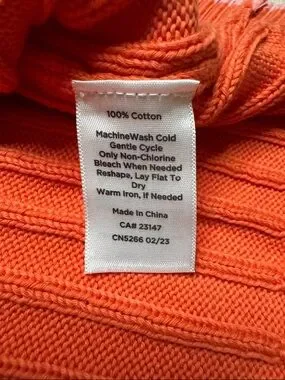 100% Cotton
MachineWash Cold
Gentle Cycle
Only Non-Chlorine
Bleach When Needed
Reshape, Lay Flat To
Dry
Warm Iron, if Needed
Made in China
CA# 23147
CN5266 02/23